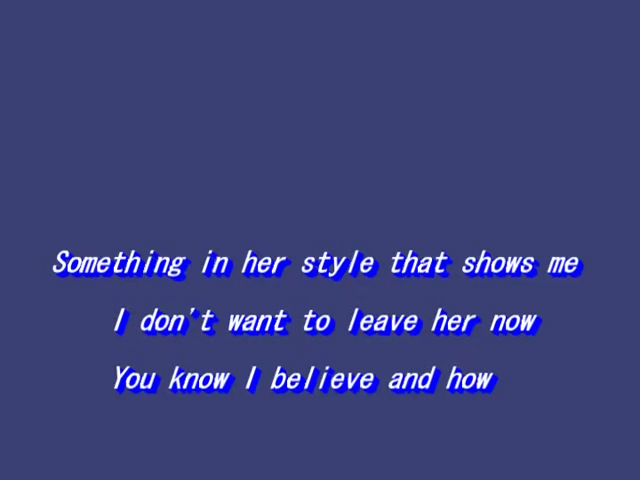 Something in her style that shows me
I don't want to leave her now
You know I believe and how